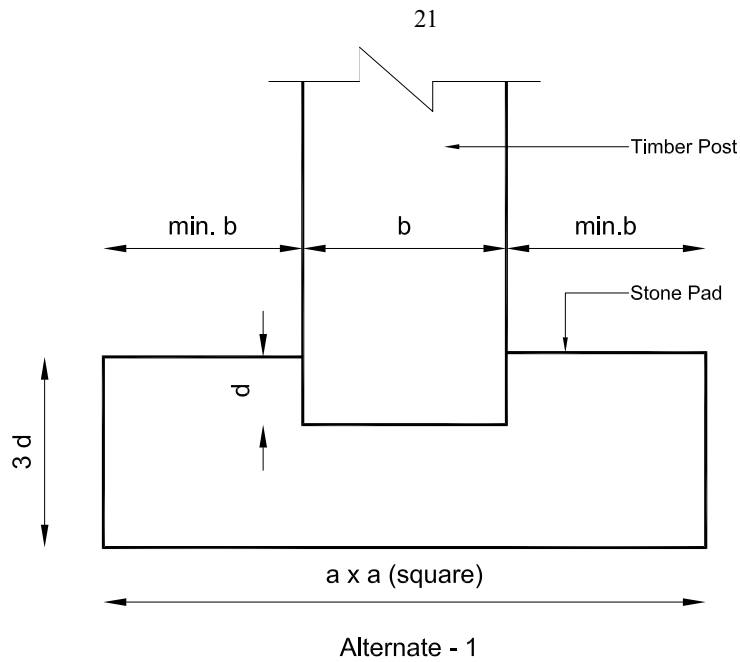 21
Timber Post
min. b
b
min.b
Stone Pad
d
3 d
a x a (square)
Alternate - 1